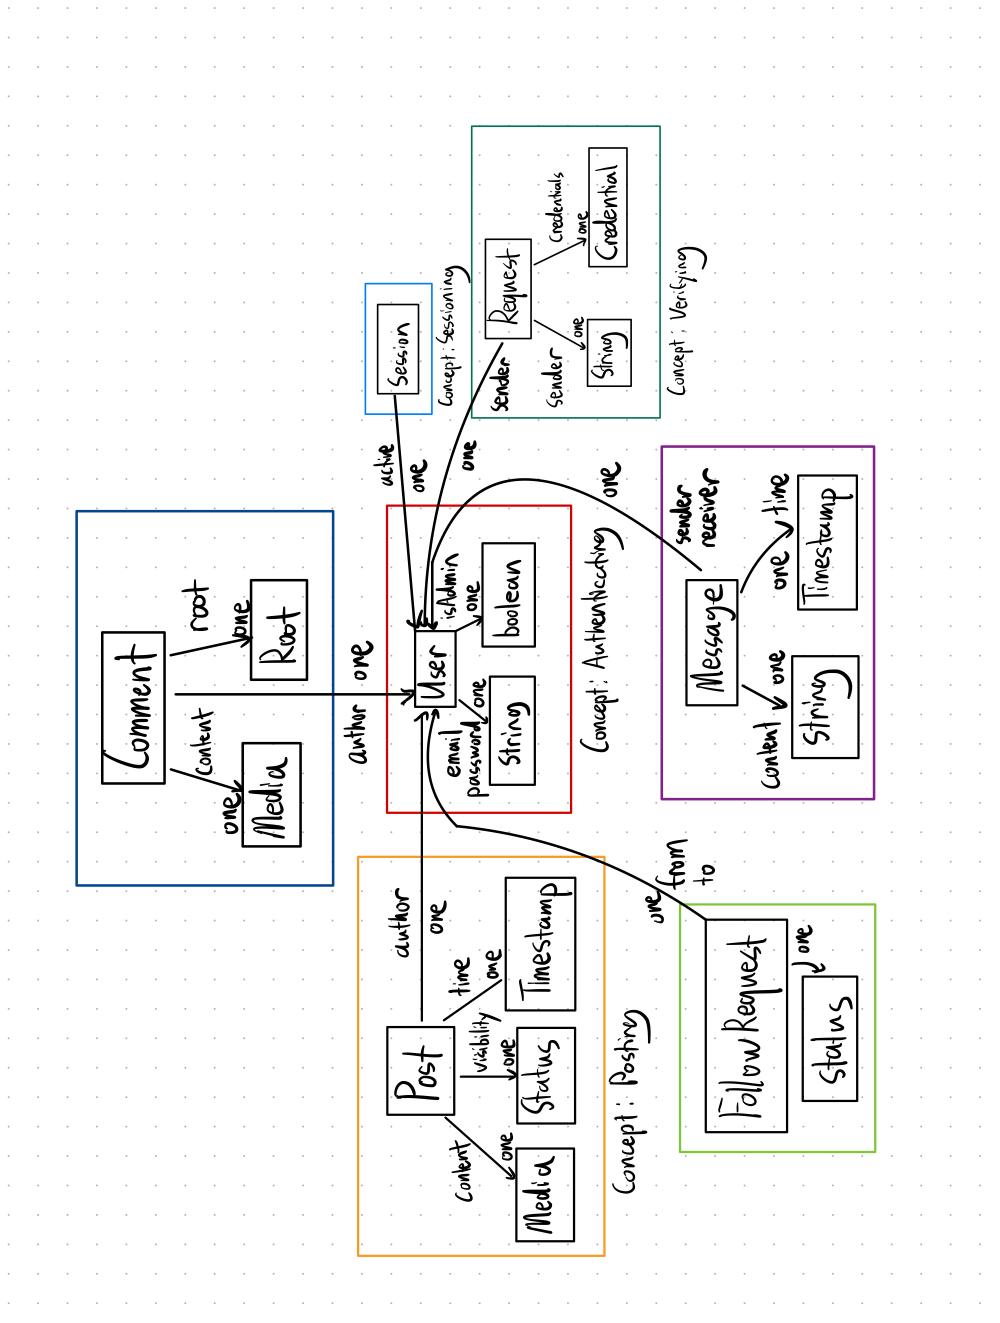 Comment
content
root
one
one
Media
Root
author one
Post
author
one
content
visibility
time
one
one
one
Media
Status
Timestamp
Concept: Posting
User
email
password
one
isAdmin
one
String
boolean
Concept: Authenticating
active
one
Session
Concept: Sessioning
one
sender
Request
sender
one
Credentials
one
String
Credential
Concept: Verifying
one
from
to
FollowRequest
one
Status
one
sender
receiver
Message
content
one
one
time
String
Timestamp